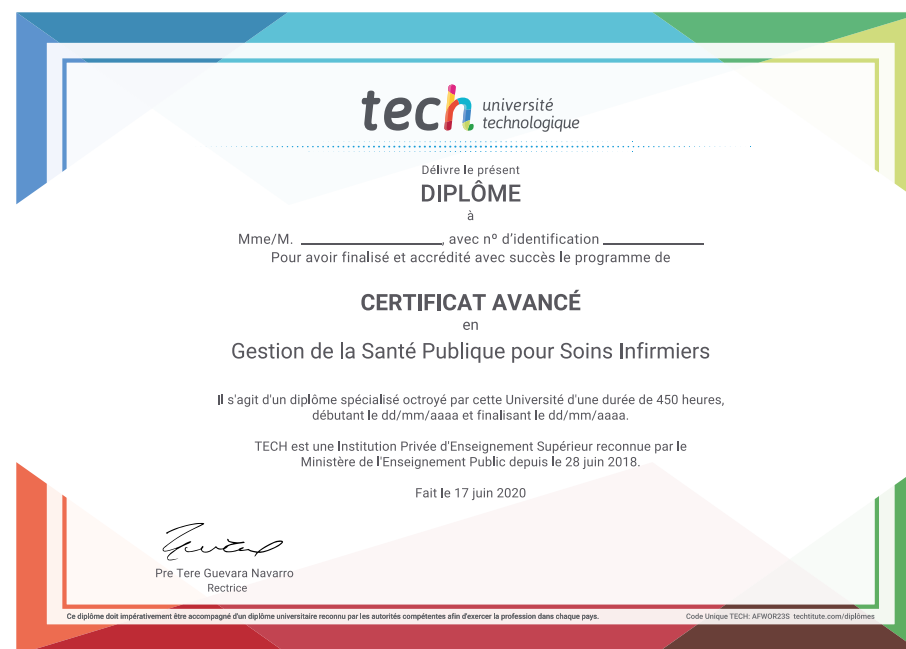 tech université
technologique
Délivre le présent
DIPLÔME
à
Mme/M. ____________________, avec nº d'identification ______________
Pour avoir finalisé et accrédité avec succès le programme de
CERTIFICAT AVANCÉ
en
Gestion de la Santé Publique pour Soins Infirmiers
Il s'agit d'un diplôme spécialisé octroyé par cette Université d'une durée de 450 heures,
débutant le dd/mm/aaaa et finalisant le dd/mm/aaaa.
TECH est une Institution Privée d'Enseignement Supérieur reconnue par le
Ministère de l'Enseignement Public depuis le 28 juin 2018.
Fait le 17 juin 2020
Pre Tere Guevara Navarro
Rectrice
Ce diplôme doit impérativement être accompagné d'un diplôme universitaire reconnu par les autorités compétentes afin d'exercer la profession dans chaque pays.
Code Unique TECH: AFWOR23S techtitute.com/diplômes